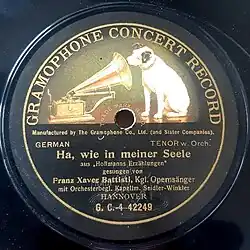 GRAMOPHONE CONCERT RECORD
Manufactured by The Gramophone Co., Ltd. (and Sister Companies).
GERMAN TENOR w. Orch.
Ha, wie in meiner Seele
aus „Hoffmanns Erzählungen“
gesungen von
Franz Xaver Battisti, Kgl. Opernsänger
mit Orchesterbegl. Kapellm. Seidler-Winkler
HANNOVER
G. C.-4 42249